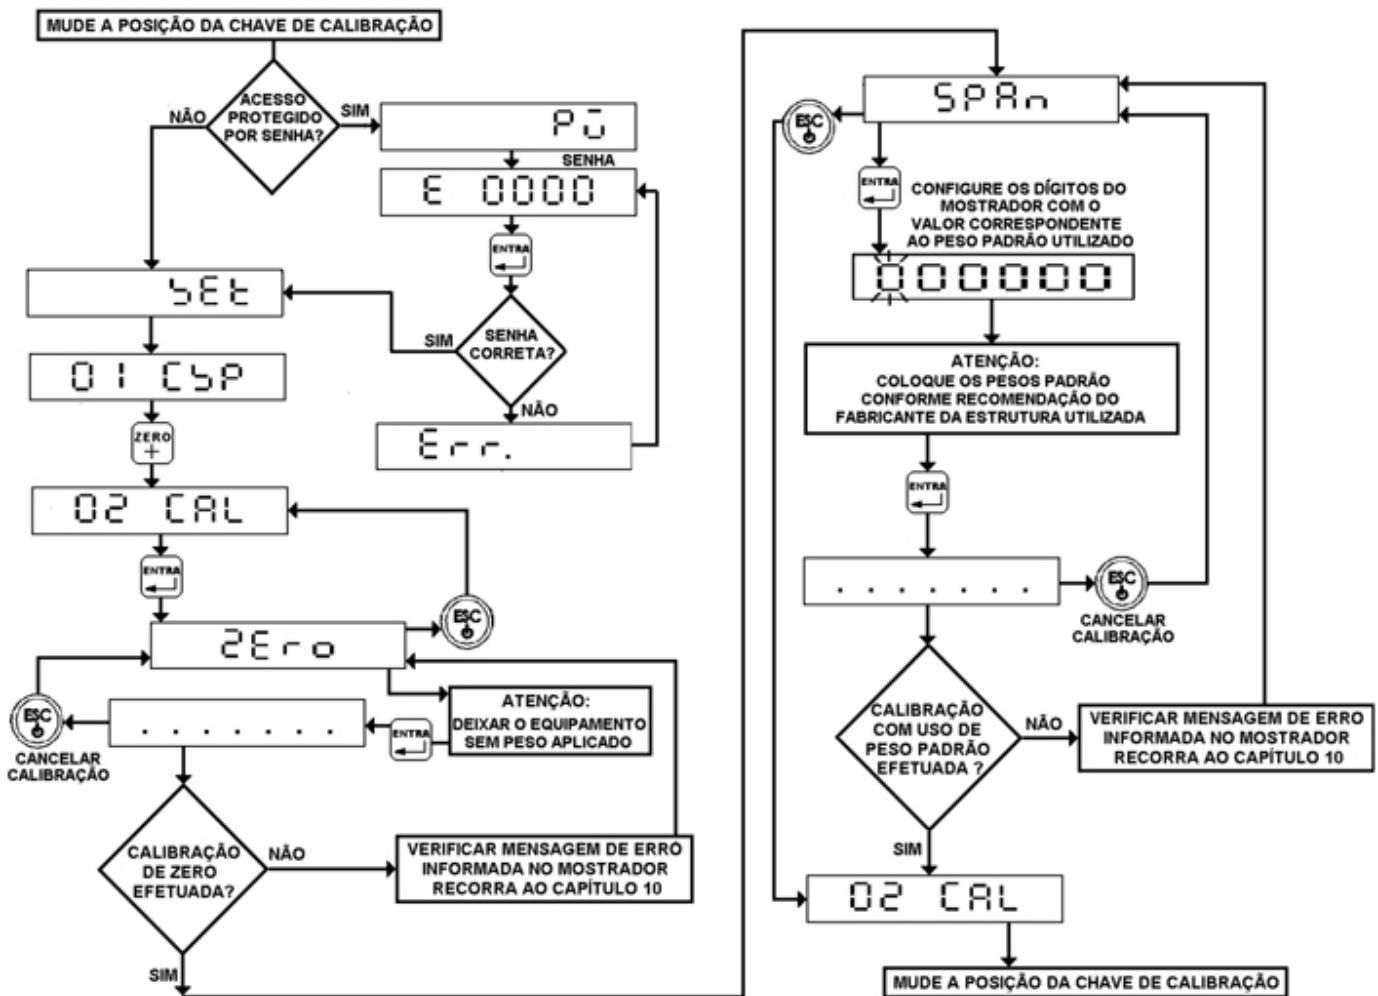 MUDE A POSIÇÃO DA CHAVE DE CALIBRAÇÃO
ACESSO
PROTEGIDO
POR SENHA?
NÃO
SIM
SENHA
E 0000
ENTRA
SENHA
CORRETA?
SIM
NÃO
Err.
SEt
01 CSP
ZERO
+
02 CAL
ENTRA
ZEro
ESC
ATENÇÃO:
DEIXAR O EQUIPAMENTO
SEM PESO APLICADO
ENTRA
. . . . . . .
ESC
CANCELAR
CALIBRAÇÃO
CALIBRAÇÃO
DE ZERO
EFETUADA?
NÃO
VERIFICAR MENSAGEM DE ERRO
INFORMADA NO MOSTRADOR
RECORRA AO CAPÍTULO 10
SIM
SPAn
ESC
ENTRA
CONFIGURE OS DÍGITOS DO
MOSTRADOR COM O
VALOR CORRESPONDENTE
AO PESO PADRÃO UTILIZADO
000000
ATENÇÃO:
COLOQUE OS PESOS PADRÃO
CONFORME RECOMENDAÇÃO DO
FABRICANTE DA ESTRUTURA UTILIZADA
ENTRA
. . . . . . .
ESC
CANCELAR
CALIBRAÇÃO
CALIBRAÇÃO
COM USO DE
PESO PADRÃO
EFETUADA ?
NÃO
VERIFICAR MENSAGEM DE ERRO
INFORMADA NO MOSTRADOR
RECORRA AO CAPÍTULO 10
SIM
02 CAL
MUDE A POSIÇÃO DA CHAVE DE CALIBRAÇÃO